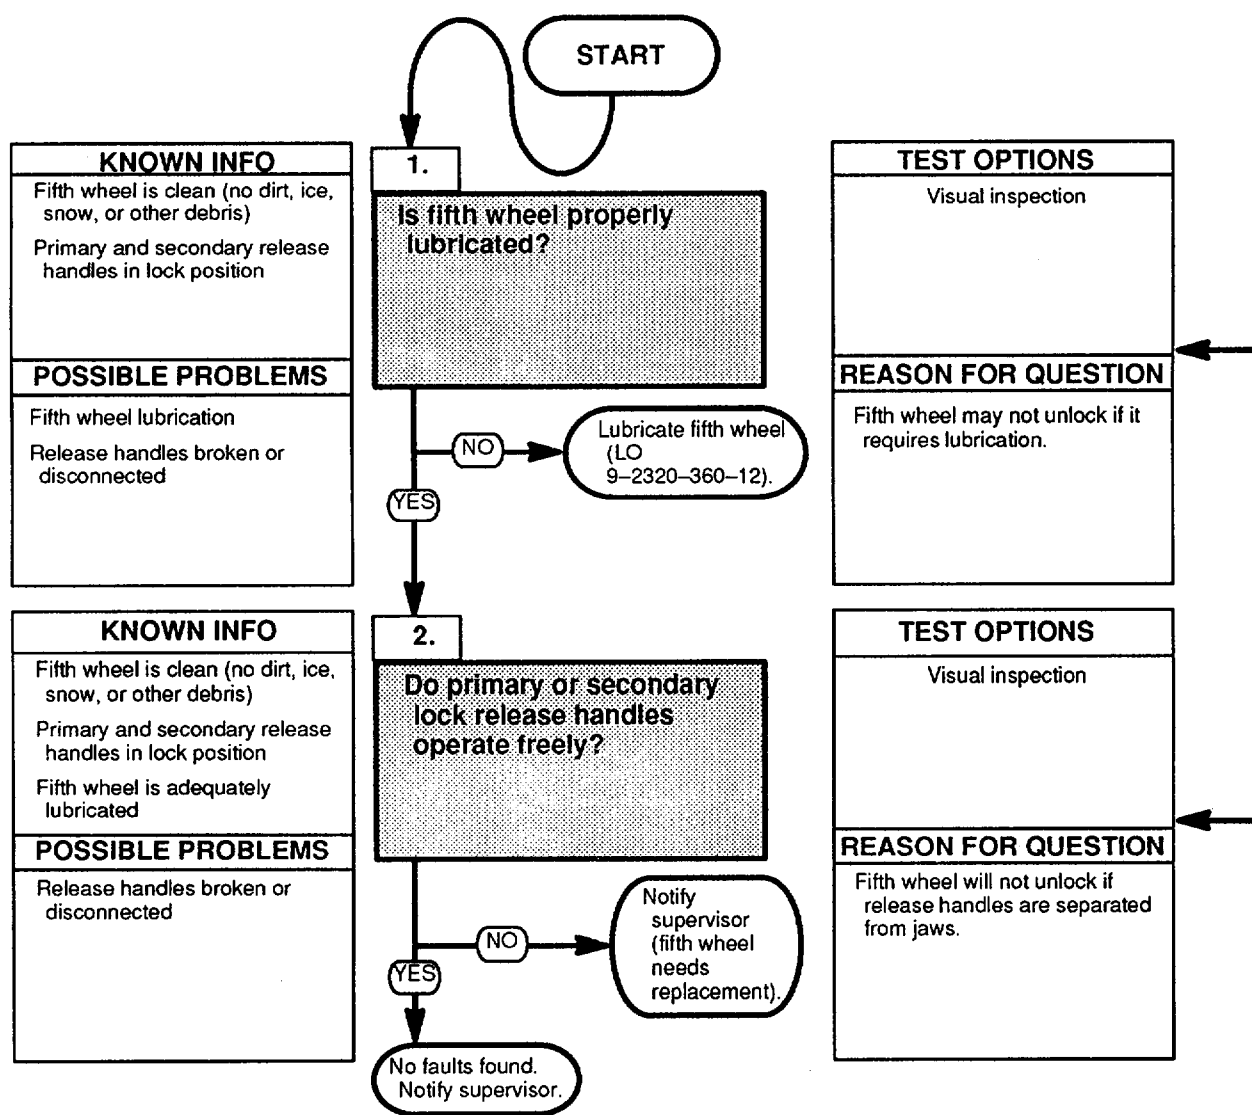 START
KNOWN INFO
Fifth wheel is clean (no dirt, ice,
snow, or other debris)
Primary and secondary release
handles in lock position
POSSIBLE PROBLEMS
Fifth wheel lubrication
Release handles broken or
disconnected
1.
Is fifth wheel properly
lubricated?
NO
Lubricate fifth wheel
(LO
9–2320–360–12).
YES
TEST OPTIONS
Visual inspection
REASON FOR QUESTION
Fifth wheel may not unlock if it
requires lubrication.
KNOWN INFO
Fifth wheel is clean (no dirt, ice,
snow, or other debris)
Primary and secondary release
handles in lock position
Fifth wheel is adequately
lubricated
POSSIBLE PROBLEMS
Release handles broken or
disconnected
2.
Do primary or secondary
lock release handles
operate freely?
NO
Notify
supervisor
(fifth wheel
needs
replacement).
YES
No faults found.
Notify supervisor.
TEST OPTIONS
Visual inspection
REASON FOR QUESTION
Fifth wheel will not unlock if
release handles are separated
from jaws.